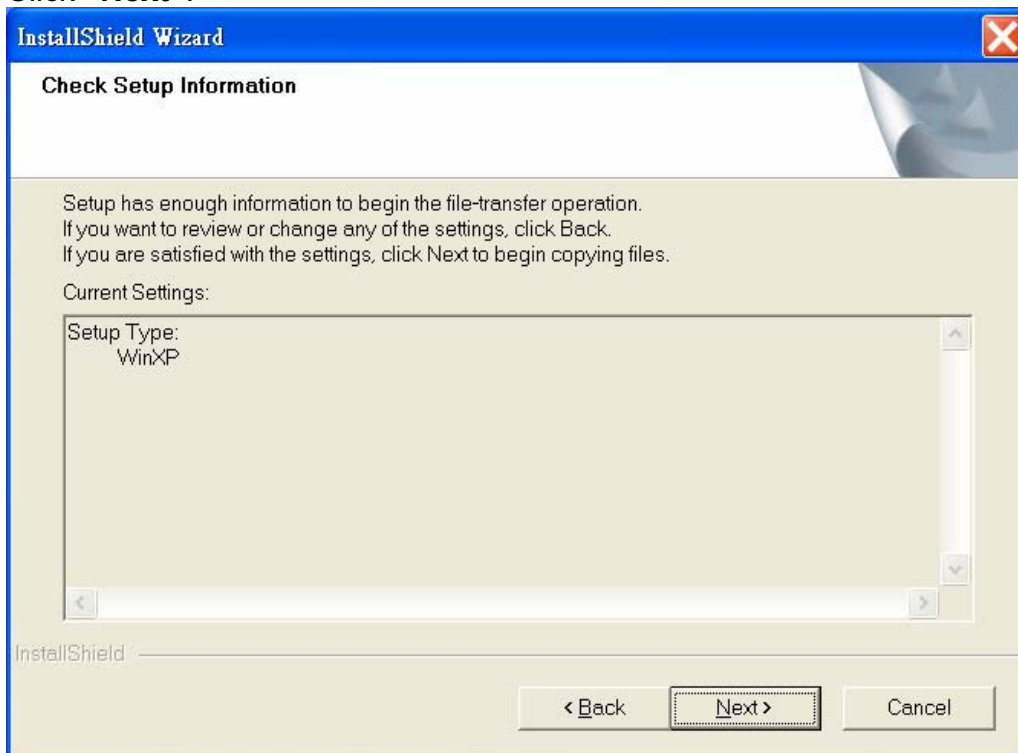 InstallShield Wizard
Check Setup Information
Setup has enough information to begin the file-transfer operation.
If you want to review or change any of the settings, click Back.
If you are satisfied with the settings, click Next to begin copying files.
Current Settings:
Setup Type:
WinXP
InstallShield
< Back Next > Cancel